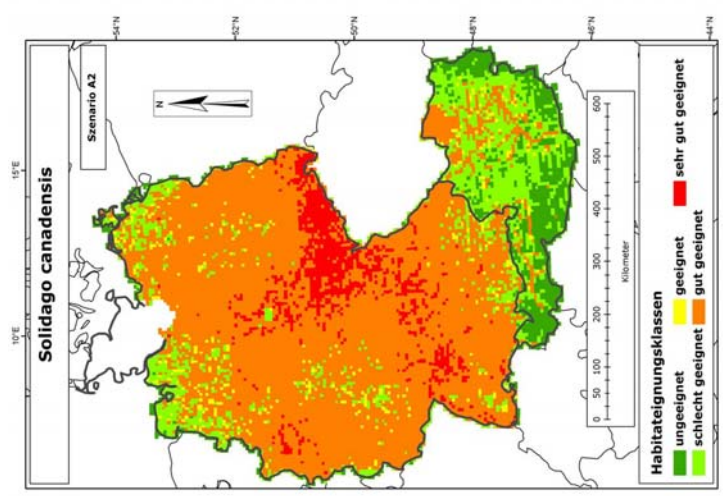 Solidago canadensis
Szenario A2
10°E
15°E
54°N
52°N
50°N
48°N
46°N
44°N
N
0 50 100 200 300 400 500 600
Kilometer
Habitateignungsklassen
ungeeignet
schlecht geeignet
geeignet
gut geeignet
sehr gut geeignet